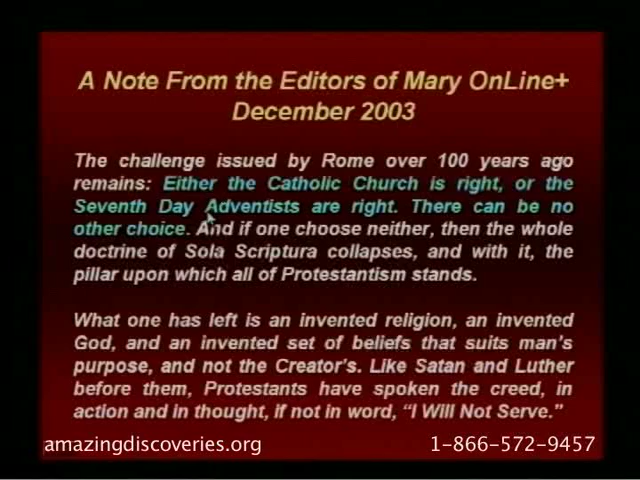 A Note From the Editors of Mary OnLine+
December 2003
The challenge issued by Rome over 100 years ago
remains: Either the Catholic Church is right, or the
Seventh Day Adventists are right. There can be no
other choice. And if one choose neither, then the whole
doctrine of Sola Scriptura collapses, and with it, the
pillar upon which all of Protestantism stands.
What one has left is an invented religion, an invented
God, and an invented set of beliefs that suits man's
purpose, and not the Creator's. Like Satan and Luther
before them, Protestants have spoken the creed, in
action and in thought, if not in word, “I Will Not Serve.”
amazingdiscoveries.org 1-866-572-9457